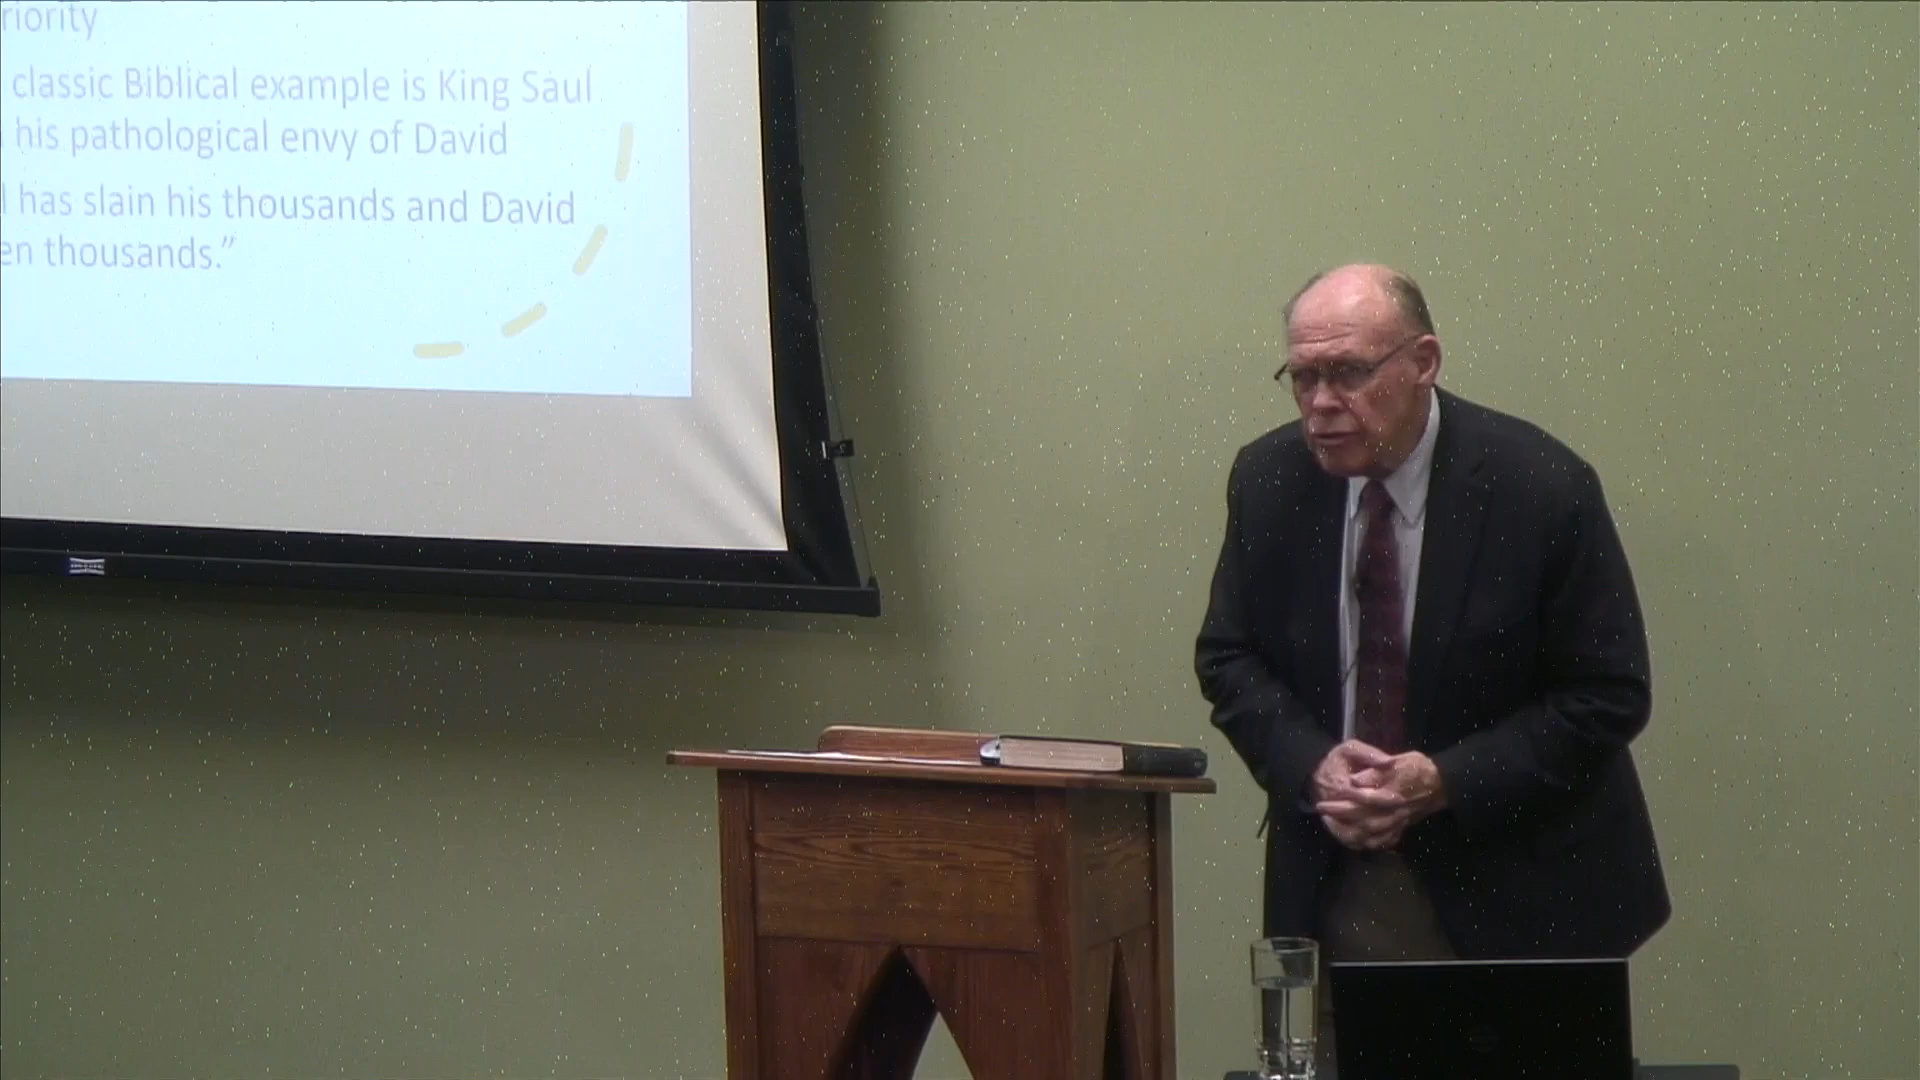 riority
classic Biblical example is King Saul
his pathological envy of David
l has slain his thousands and David
en thousands.”